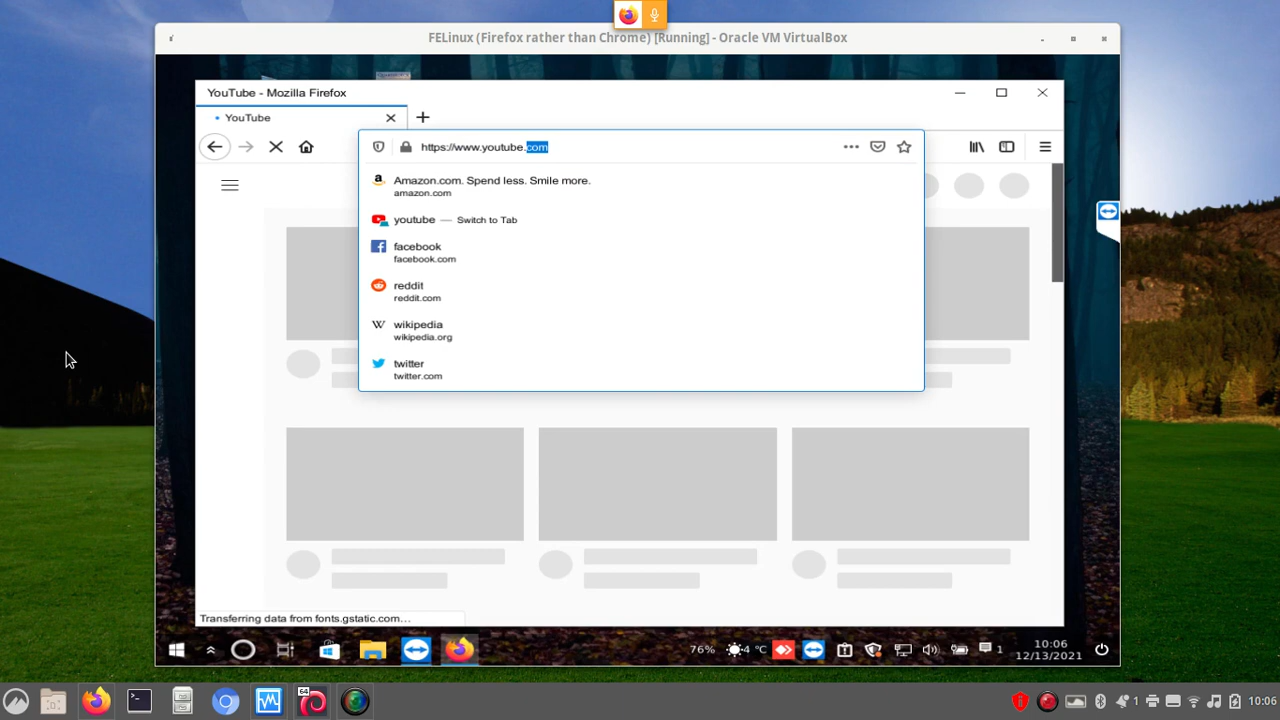 FELinux (Firefox rather than Chrome) [Running] - Oracle VM VirtualBox
YouTube - Mozilla Firefox
YouTube
https://www.youtube.com
Amazon.com. Spend less. Smile more.
amazon.com
youtube — Switch to Tab
facebook
facebook.com
reddit
reddit.com
wikipedia
wikipedia.org
twitter
twitter.com
Transferring data from fonts.gstatic.com...
76% 4 °C 1 10:06
12/13/2021
64 1 10:06